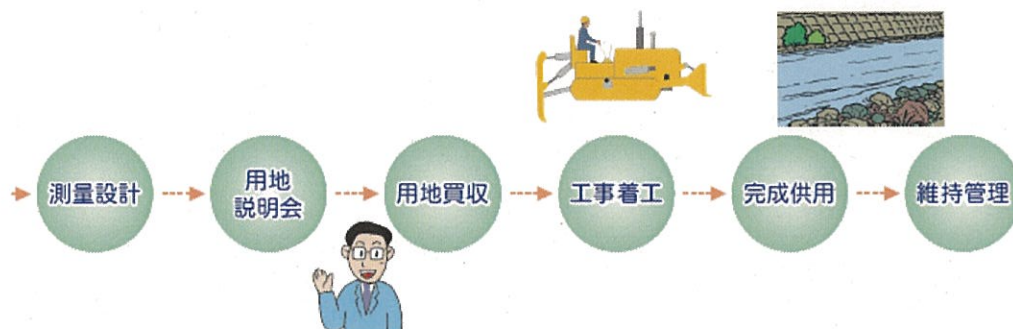 測量設計
用地
説明会
用地買収
工事着工
完成供用
維持管理